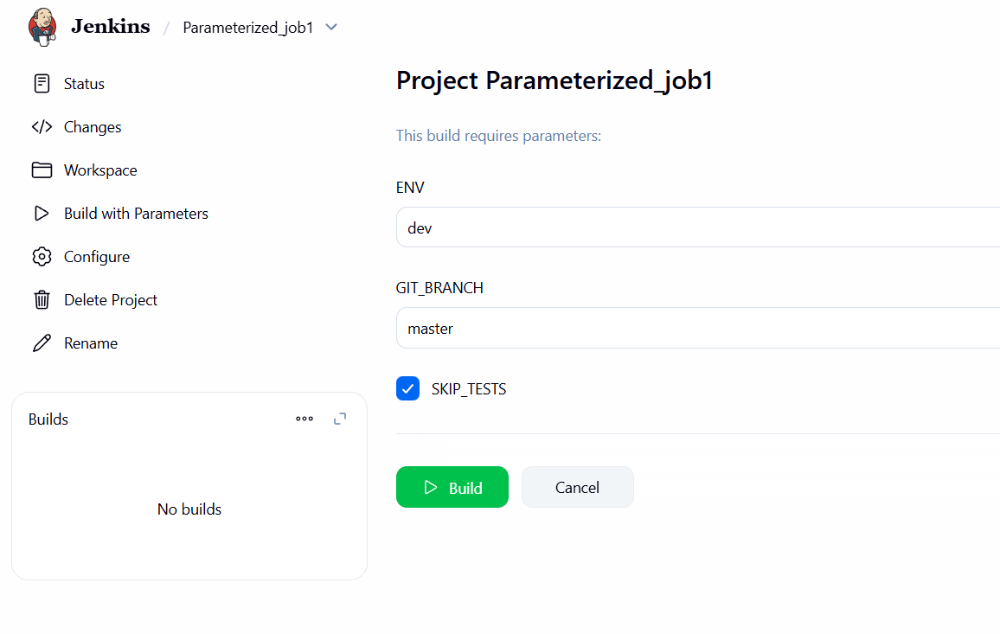 Jenkins / Parameterized_job1
Status
Changes
Workspace
Build with Parameters
Configure
Delete Project
Rename
Builds
No builds
Project Parameterized_job1
This build requires parameters:
ENV
dev
GIT_BRANCH
master
SKIP_TESTS
Build
Cancel